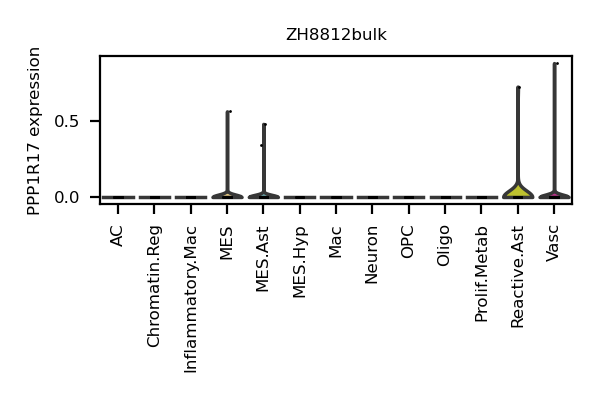 ZH8812bulk
PPP1R17 expression
0.5
0.0
AC
Chromatin.Reg
Inflammatory.Mac
MES
MES.Ast
MES.Hyp
Mac
Neuron
OPC
Oligo
Prolif.Metab
Reactive.Ast
Vasc